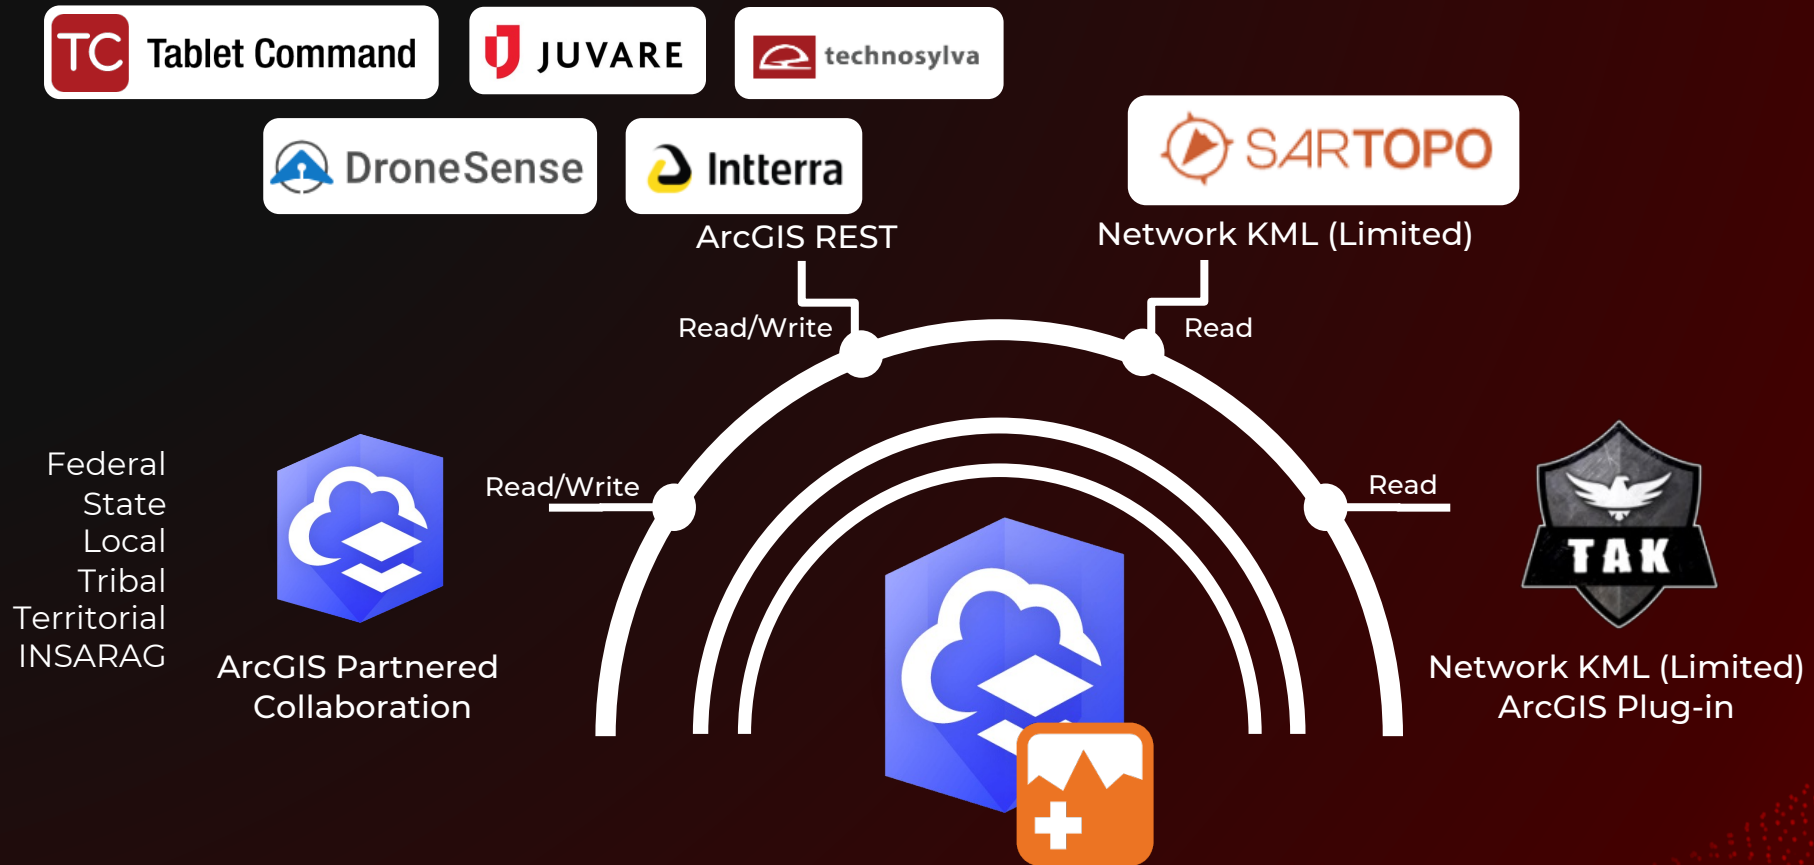 TC Tablet Command
JUVARE
technosylva
DroneSense
Intterra
SARTOPO
ArcGIS REST
Network KML (Limited)
Read/Write
Read
Federal
State
Local
Tribal
Territorial
INSARAG
Read/Write
Read
TAK
ArcGIS Partnered
Collaboration
Network KML (Limited)
ArcGIS Plug-in